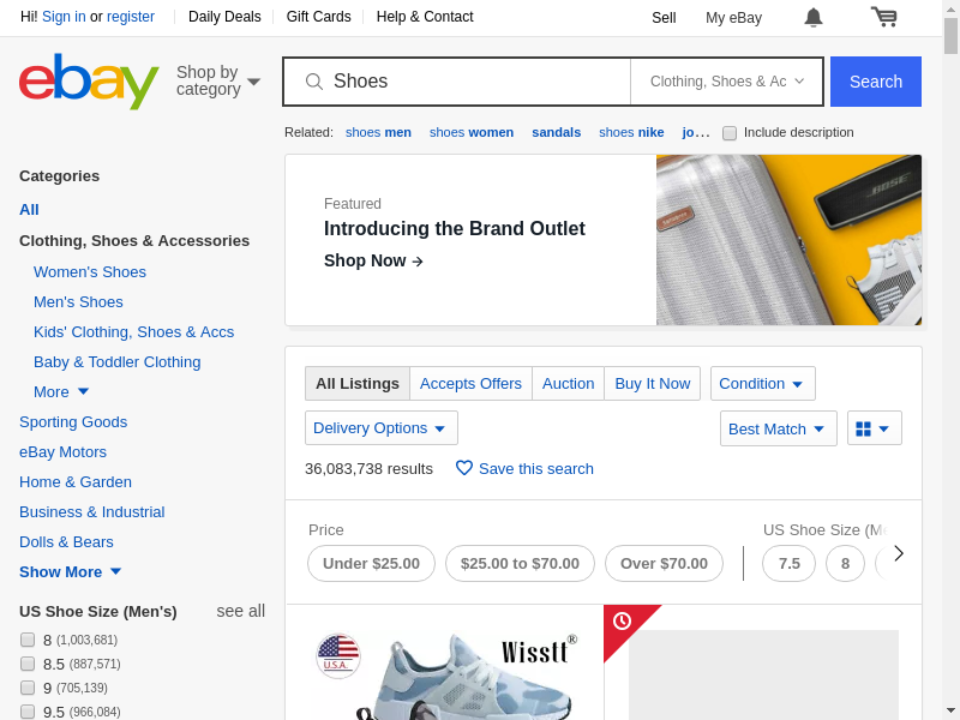 Hi! Sign in or register Daily Deals Gift Cards Help & Contact Sell My eBay
ebay
Shop by
category
Shoes
Clothing, Shoes & Ac
Search
Related: shoes men shoes women sandals shoes nike jo... Include description
Categories
All
Clothing, Shoes & Accessories
Women's Shoes
Men's Shoes
Kids' Clothing, Shoes & Accs
Baby & Toddler Clothing
More
Sporting Goods
eBay Motors
Home & Garden
Business & Industrial
Dolls & Bears
Show More
US Shoe Size (Men's) see all
8 (1,003,681)
8.5 (887,571)
9 (705,139)
9.5 (966,084)
Featured
Introducing the Brand Outlet
Shop Now →
BOSE
All Listings Accepts Offers Auction Buy It Now Condition
Delivery Options Best Match
36,083,738 results Save this search
Price
Under $25.00 $25.00 to $70.00 Over $70.00
US Shoe Size (Me
7.5 8
U.S.A.
Wisstt®